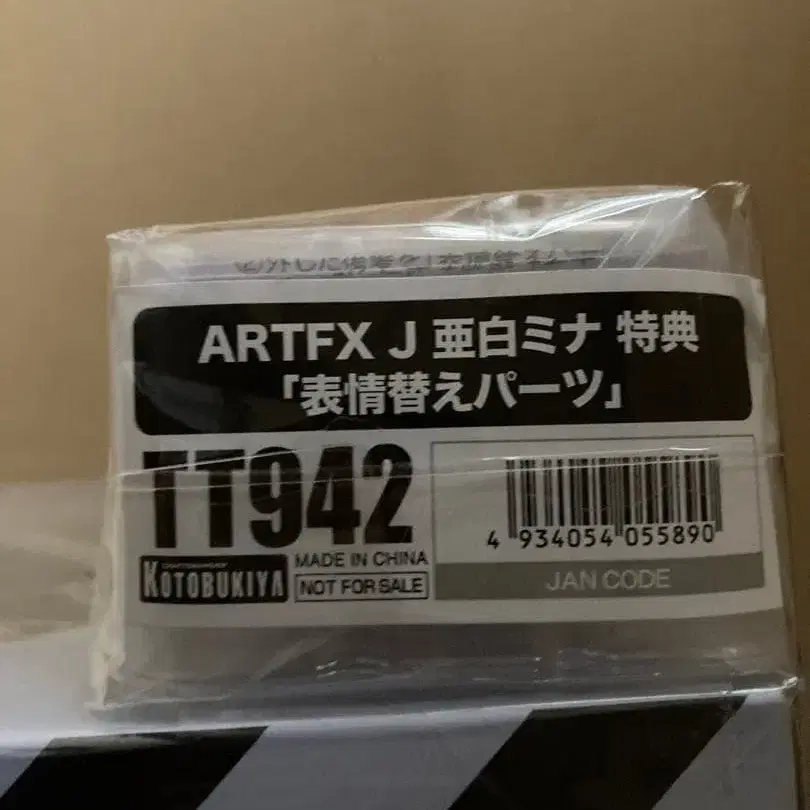 ARTFX J 亜白ミナ 特典
「表情替えパーツ」
TT942
KOTOBUKIYA
MADE IN CHINA
NOT FOR SALE
4 934054 055890
JAN CODE